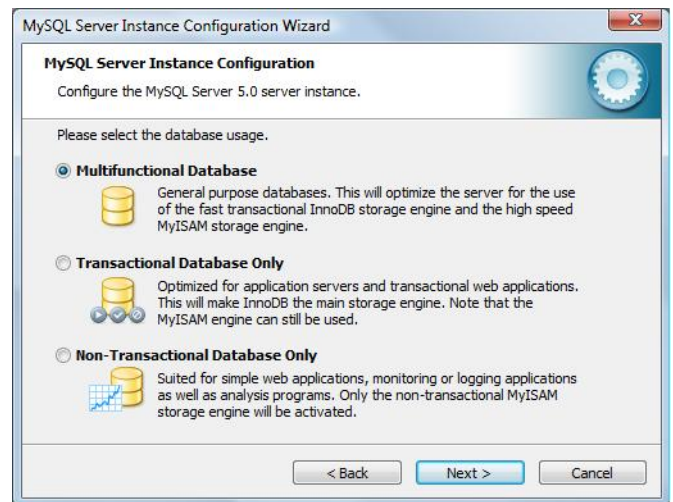 MySQL Server Instance Configuration Wizard
MySQL Server Instance Configuration
Configure the MySQL Server 5.0 server instance.
Please select the database usage.
Multifunctional Database
General purpose databases. This will optimize the server for the use
of the fast transactional InnoDB storage engine and the high speed
MyISAM storage engine.
Transactional Database Only
Optimized for application servers and transactional web applications.
This will make InnoDB the main storage engine. Note that the
MyISAM engine can still be used.
Non-Transactional Database Only
Suited for simple web applications, monitoring or logging applications
as well as analysis programs. Only the non-transactional MyISAM
storage engine will be activated.
< Back Next > Cancel